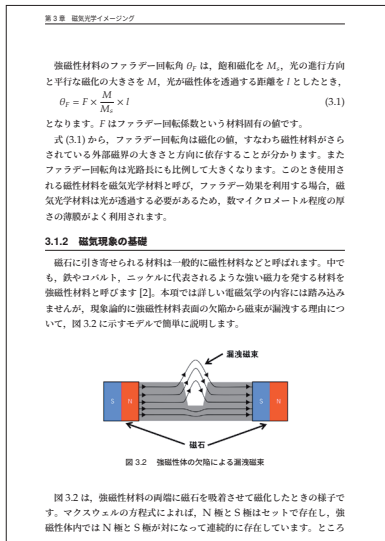 第 3 章　磁気光学イメージング
強磁性材料のファラデー回転角 θF は，飽和磁化を Ms，光の進行方向
と平行な磁化の大きさを M，光が磁性体を透過する距離を l としたとき，
θF = F × M/Ms × l (3.1)
となります。F はファラデー回転係数という材料固有の値です。
式 (3.1) から，ファラデー回転角は磁化の値，すなわち磁性材料がさら
されている外部磁界の大きさと方向に依存することが分かります。また
ファラデー回転角は光路長にも比例して大きくなります。このとき使用さ
れる磁性材料を磁気光学材料と呼び，ファラデー効果を利用する場合，磁
気光学材料は光が透過する必要があるため，数マイクロメートル程度の厚
さの薄膜がよく利用されます。
3.1.2　磁気現象の基礎
磁石に引き寄せられる材料は一般的に磁性材料などと呼ばれます。中で
も，鉄やコバルト，ニッケルに代表されるような強い磁力を発する材料を
強磁性材料と呼びます [2]。本項では詳しい電磁気学の内容には踏み込み
ませんが，現象論的に強磁性材料表面の欠陥から磁束が漏洩する理由につ
いて，図 3.2 に示すモデルで簡単に説明します。
漏洩磁束
S N S N
磁石
図 3.2　強磁性体の欠陥による漏洩磁束
図 3.2 は，強磁性材料の両端に磁石を吸着させて磁化したときの様子で
す。マクスウェルの方程式によれば，N 極と S 極はセットで存在し，強
磁性体内では N 極と S 極が対になって連続的に存在しています。ところ